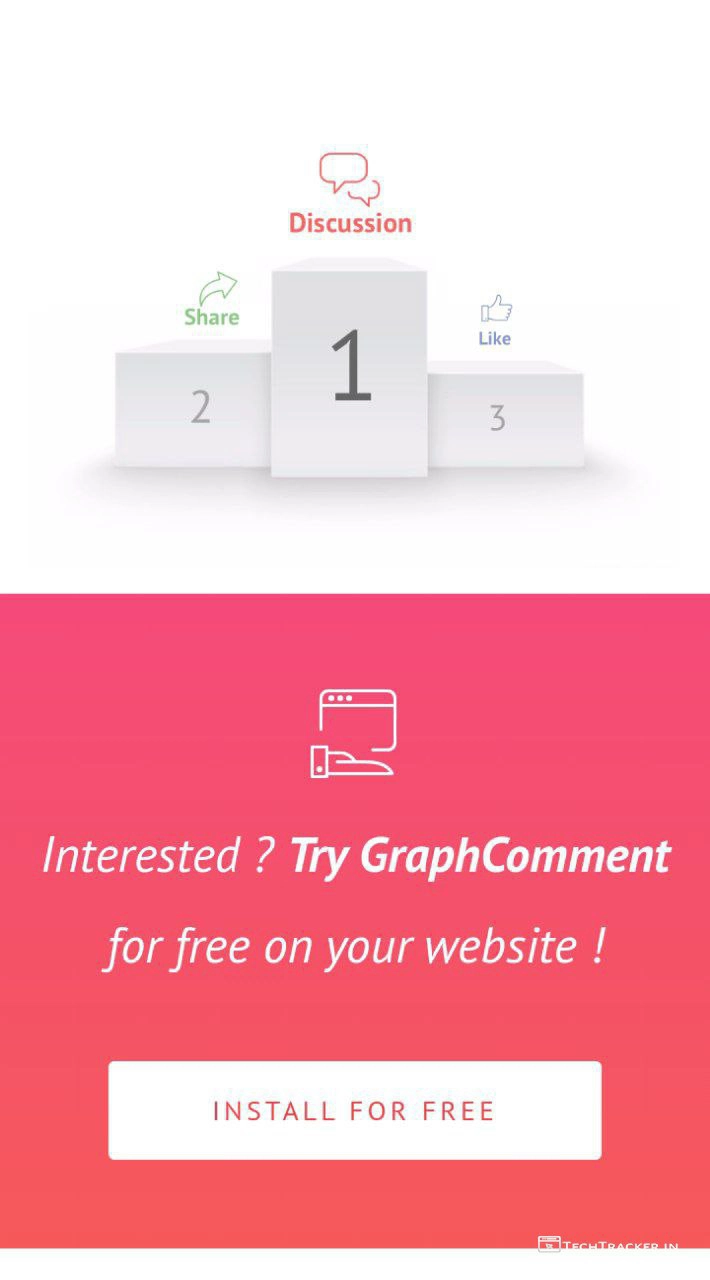 Discussion
Share
Like
1
2
3
Interested ? Try GraphComment
for free on your website !
INSTALL FOR FREE
TECHTRACKER.IN